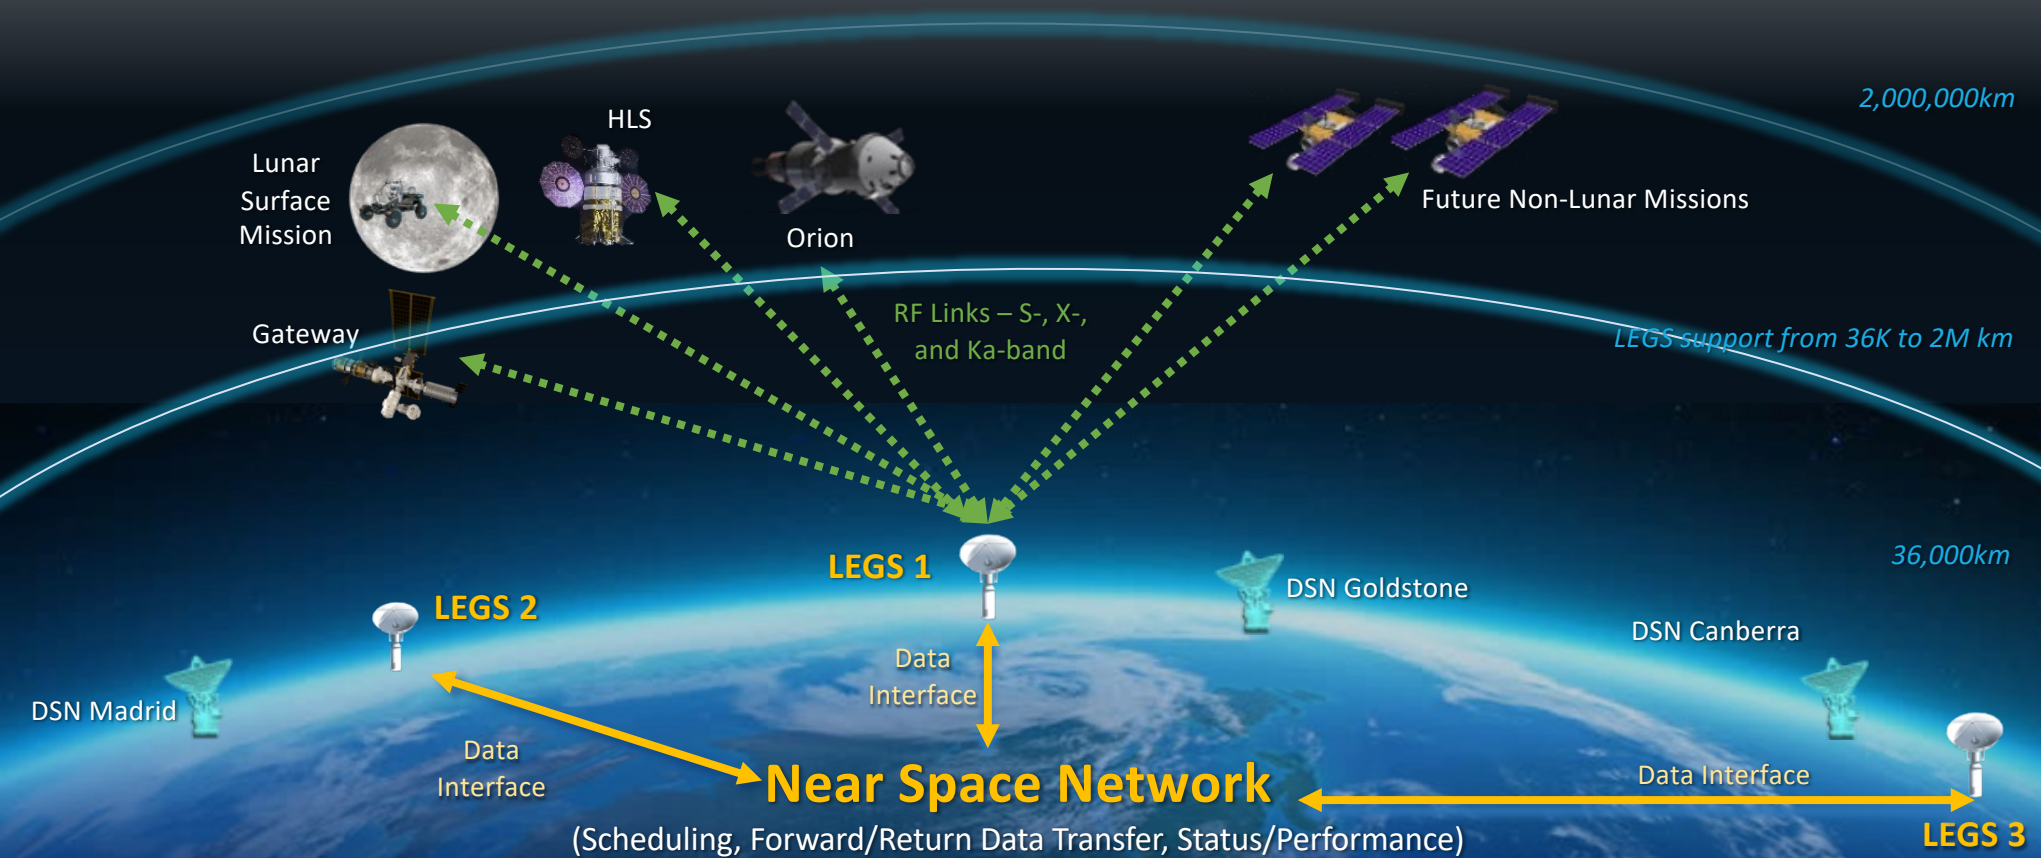 2,000,000km
HLS
Lunar
Surface
Mission
Orion
Future Non-Lunar Missions
Gateway
RF Links – S-, X-,
and Ka-band
LEGS support from 36K to 2M km
36,000km
LEGS 1
LEGS 2
DSN Goldstone
DSN Canberra
DSN Madrid
Data
Interface
Data
Interface
Data Interface
Near Space Network
(Scheduling, Forward/Return Data Transfer, Status/Performance)
LEGS 3